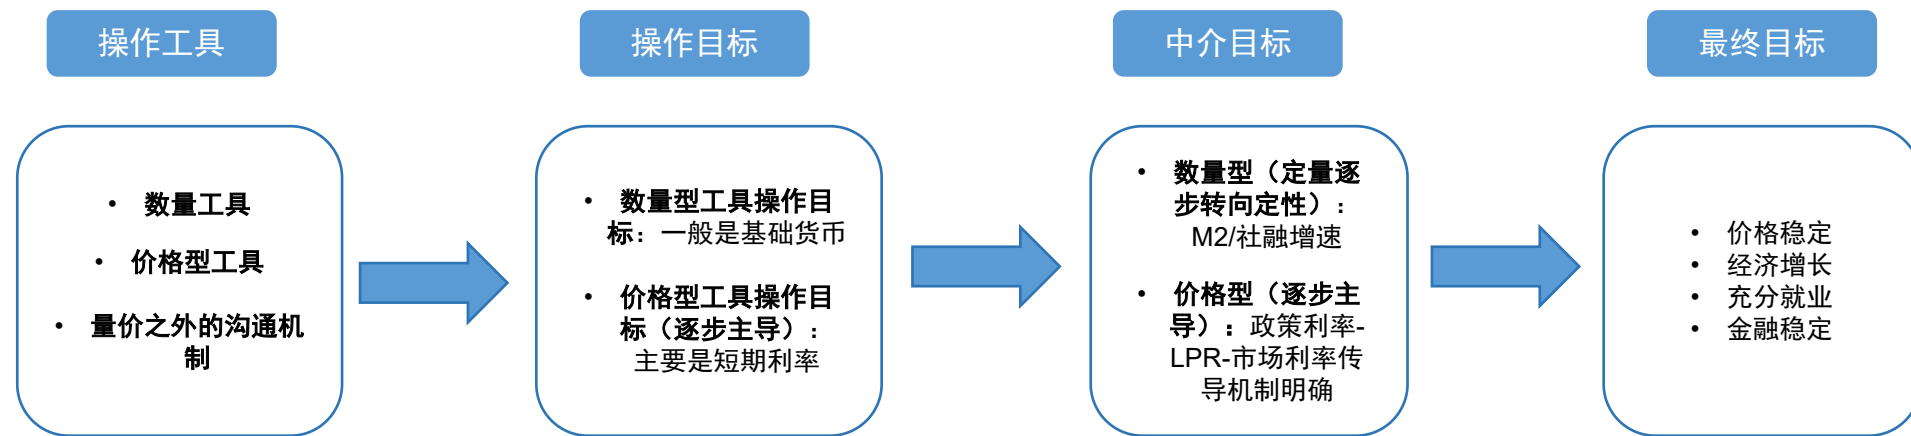 操作工具
操作目标
中介目标
最终目标
• 数量工具
• 价格型工具
• 量价之外的沟通机
制
• 数量型工具操作目
标：一般是基础货币
• 价格型工具操作目
标（逐步主导）：
主要是短期利率
• 数量型（定量逐
步转向定性）：
M2/社融增速
• 价格型（逐步主
导）：政策利率-
LPR-市场利率传
导机制明确
• 价格稳定
• 经济增长
• 充分就业
• 金融稳定